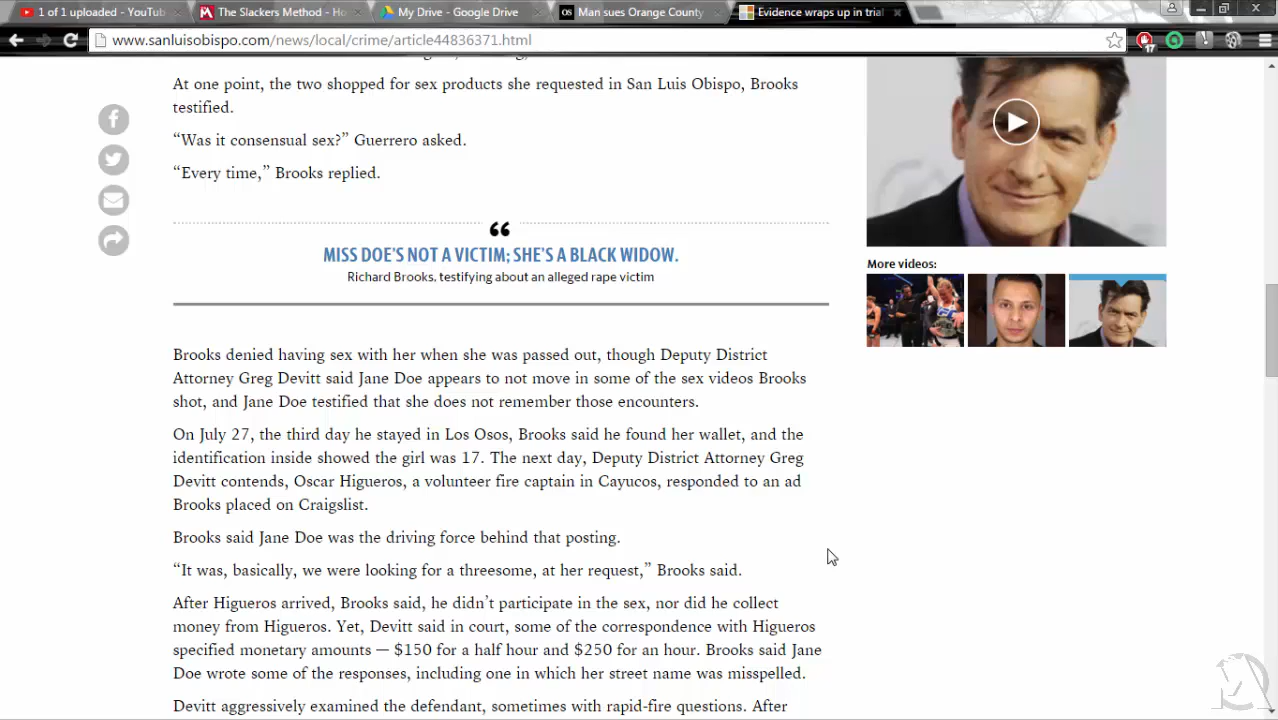 1 of 1 uploaded - YouTub
The Slackers Method - Ho
My Drive - Google Drive
Man sues Orange County
Evidence wraps up in trial
www.sanluisobispo.com/news/local/crime/article44836371.html
17
At one point, the two shopped for sex products she requested in San Luis Obispo, Brooks
testified.
“Was it consensual sex?” Guerrero asked.
“Every time,” Brooks replied.
“
MISS DOE'S NOT A VICTIM; SHE'S A BLACK WIDOW.
Richard Brooks, testifying about an alleged rape victim
More videos:
Brooks denied having sex with her when she was passed out, though Deputy District
Attorney Greg Devitt said Jane Doe appears to not move in some of the sex videos Brooks
shot, and Jane Doe testified that she does not remember those encounters.
On July 27, the third day he stayed in Los Osos, Brooks said he found her wallet, and the
identification inside showed the girl was 17. The next day, Deputy District Attorney Greg
Devitt contends, Oscar Higueros, a volunteer fire captain in Cayucos, responded to an ad
Brooks placed on Craigslist.
Brooks said Jane Doe was the driving force behind that posting.
“It was, basically, we were looking for a threesome, at her request,” Brooks said.
After Higueros arrived, Brooks said, he didn’t participate in the sex, nor did he collect
money from Higueros. Yet, Devitt said in court, some of the correspondence with Higueros
specified monetary amounts — $150 for a half hour and $250 for an hour. Brooks said Jane
Doe wrote some of the responses, including one in which her street name was misspelled.
Devitt aggressively examined the defendant, sometimes with rapid-fire questions. After